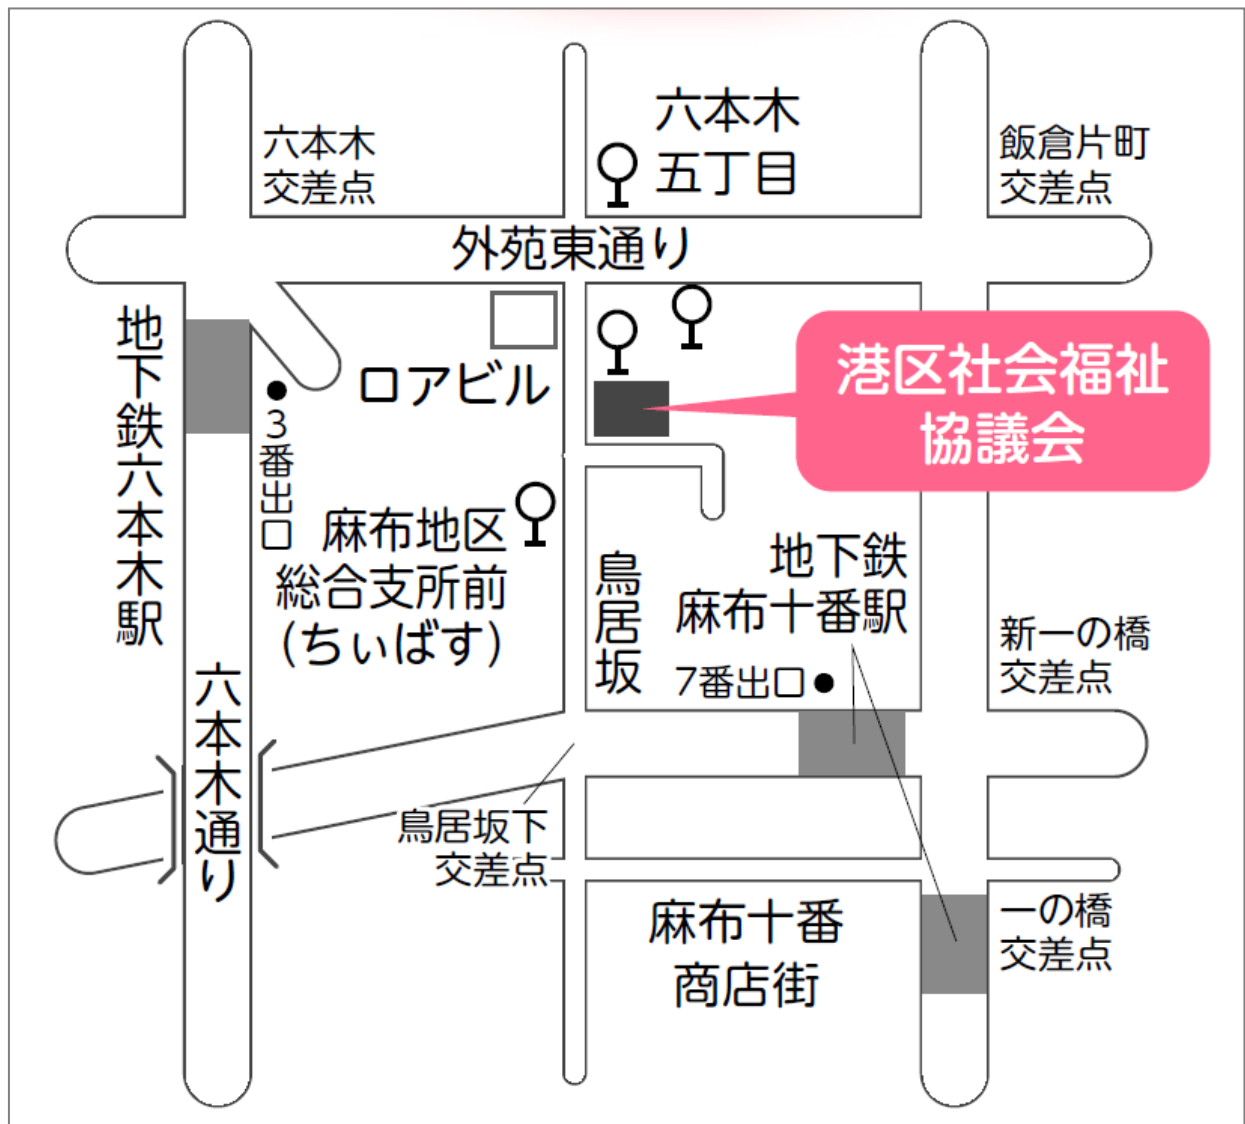 六本木
交差点
六本木
五丁目
飯倉片町
交差点
外苑東通り
地下鉄六本木駅
3番出口
ロアビル
港区社会福祉
協議会
麻布地区
総合支所前
(ちぃばす)
鳥居坂
地下鉄
麻布十番駅
7番出口
新一の橋
交差点
六本木通り
鳥居坂下
交差点
麻布十番
商店街
一の橋
交差点